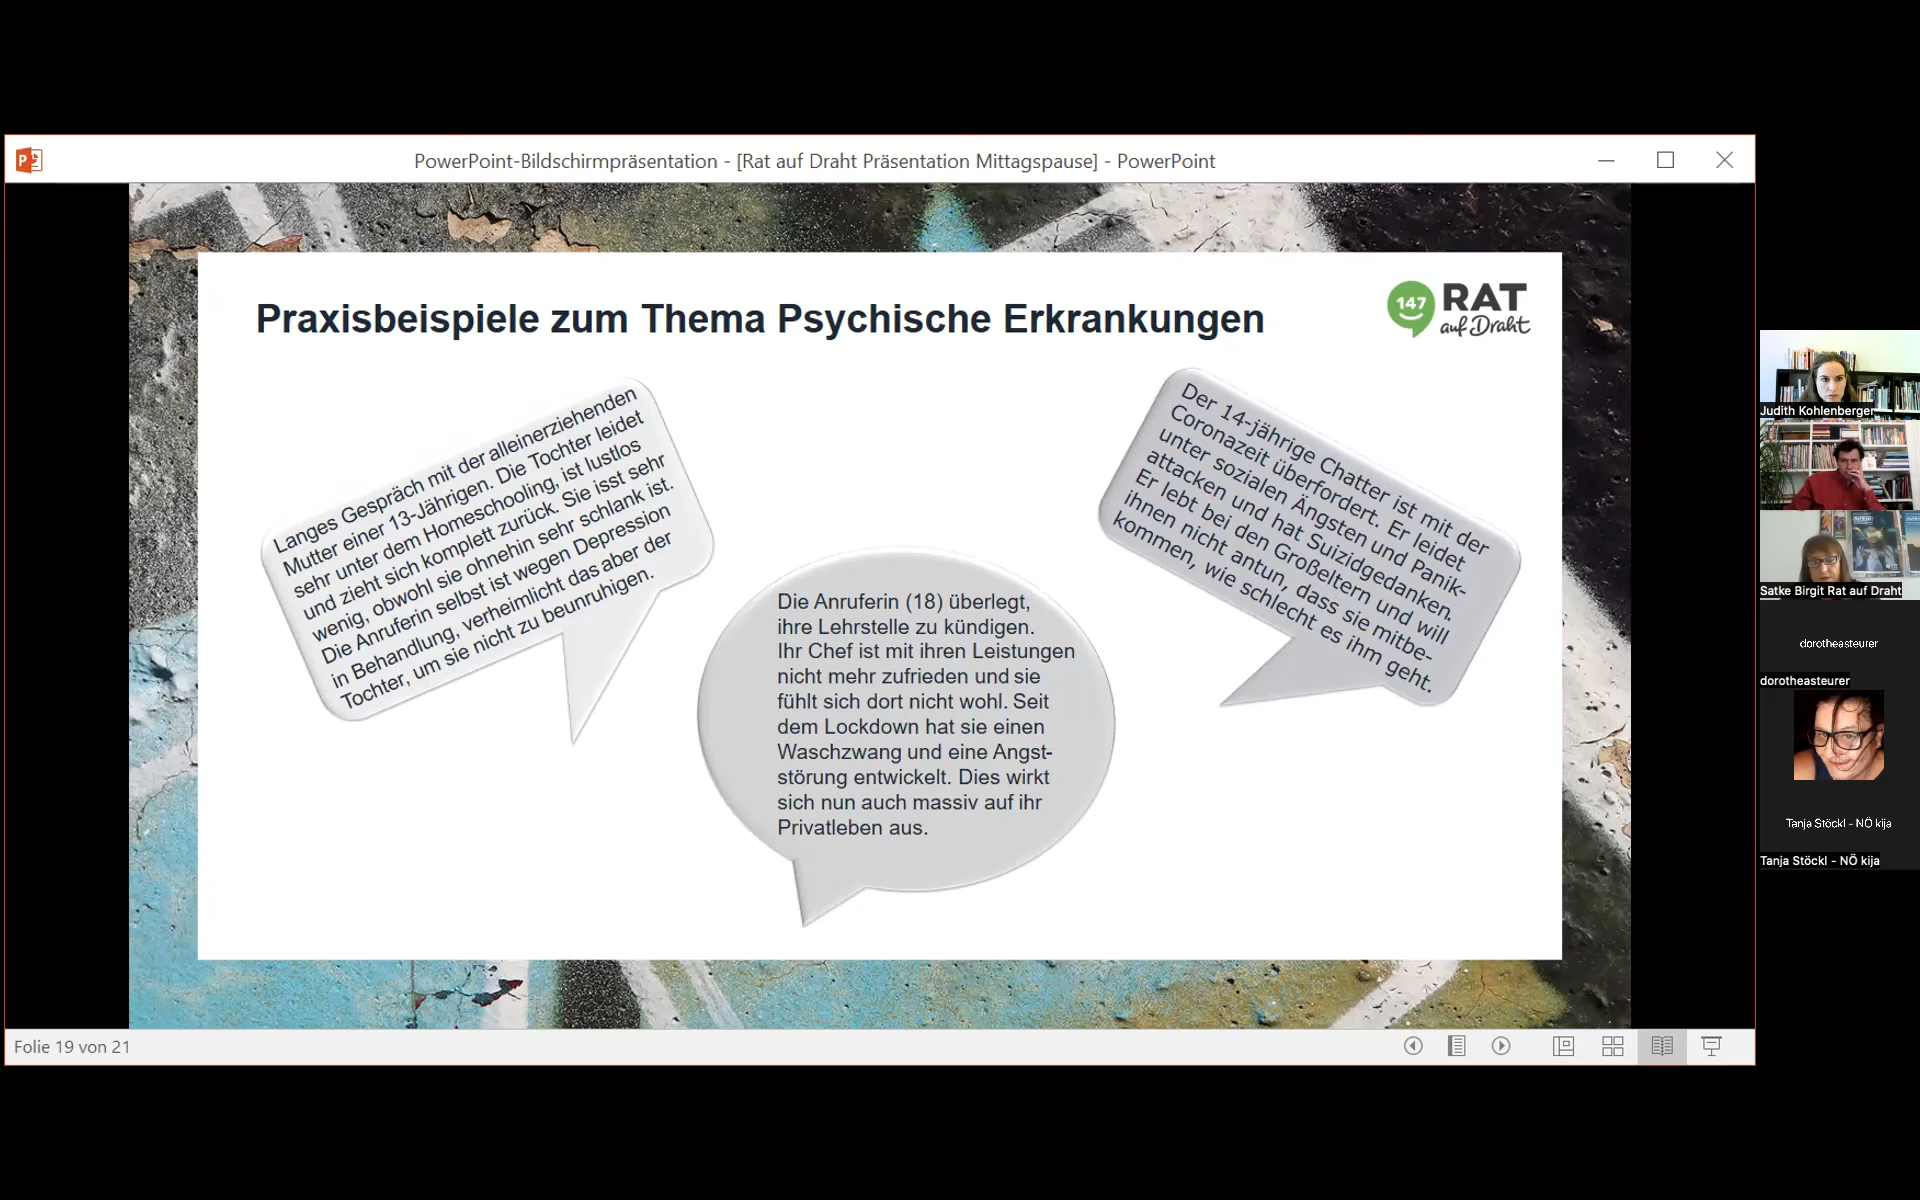 PowerPoint-Bildschirmpräsentation - [Rat auf Draht Präsentation Mittagspause] - PowerPoint
Praxisbeispiele zum Thema Psychische Erkrankungen
147
RAT
auf Draht
Langes Gespräch mit der alleinerziehenden
Mutter einer 13-Jährigen. Die Tochter leidet
sehr unter dem Homeschooling, ist lustlos
und zieht sich komplett zurück. Sie isst sehr
wenig, obwohl sie ohnehin sehr schlank ist.
Die Anruferin selbst ist wegen Depression
in Behandlung, verheimlicht das aber der
Tochter, um sie nicht zu beunruhigen.
Die Anruferin (18) überlegt,
ihre Lehrstelle zu kündigen.
Ihr Chef ist mit ihren Leistungen
nicht mehr zufrieden und sie
fühlt sich dort nicht wohl. Seit
dem Lockdown hat sie einen
Waschzwang und eine Angst-
störung entwickelt. Dies wirkt
sich nun auch massiv auf ihr
Privatleben aus.
Der 14-jährige Chatter ist mit der
Coronazeit überfordert. Er leidet
unter sozialen Ängsten und Panik-
attacken und hat Suizidgedanken.
Er lebt bei den Großeltern und will
ihnen nicht antun, dass sie mitbe-
kommen, wie schlecht es ihm geht.
Folie 19 von 21
Judith Kohlenberger
Satke Birgit Rat auf Draht
dorotheasteurer
dorotheasteurer
Tanja Stöckl - NÖ kija
Tanja Stöckl - NÖ kija